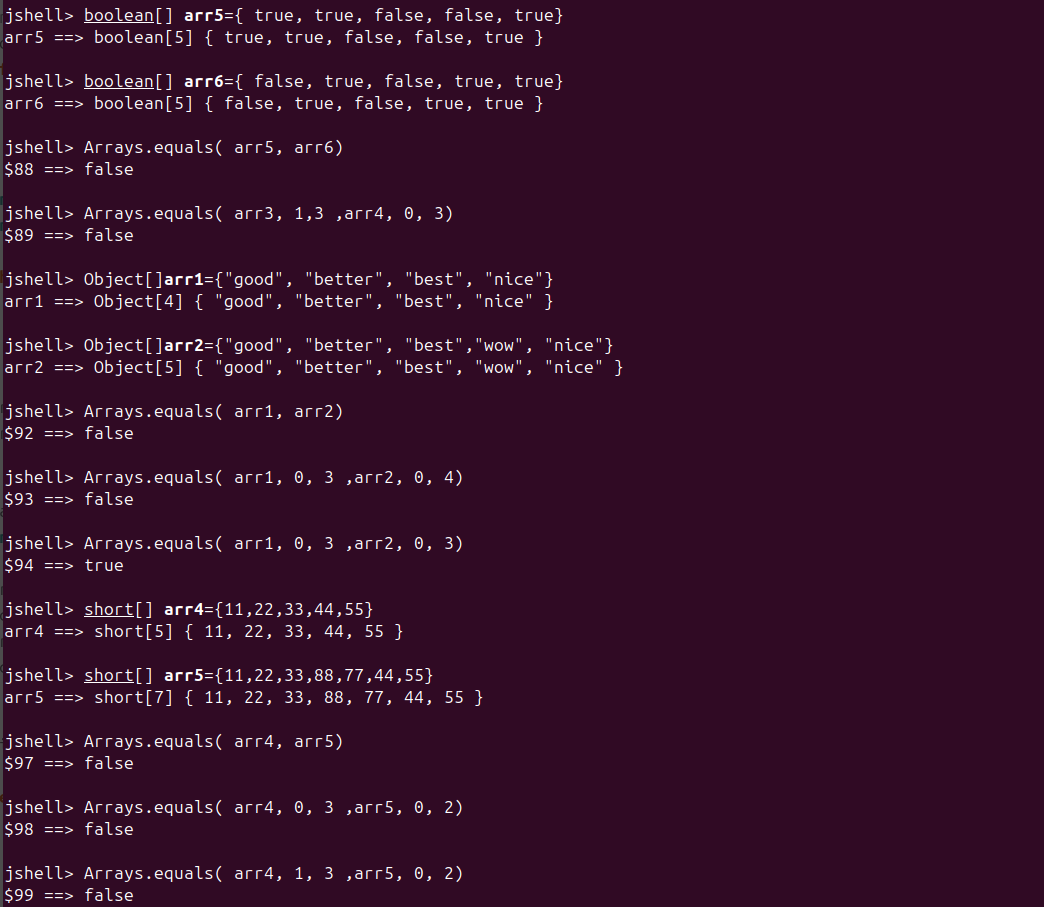 jshell> boolean[] arr5={ true, true, false, false, true}
arr5 ==> boolean[5] { true, true, false, false, true }
jshell> boolean[] arr6={ false, true, false, true, true}
arr6 ==> boolean[5] { false, true, false, true, true }
jshell> Arrays.equals( arr5, arr6)
$88 ==> false
jshell> Arrays.equals( arr3, 1,3 ,arr4, 0, 3)
$89 ==> false
jshell> Object[]arr1={"good", "better", "best", "nice"}
arr1 ==> Object[4] { "good", "better", "best", "nice" }
jshell> Object[]arr2={"good", "better", "best","wow", "nice"}
arr2 ==> Object[5] { "good", "better", "best", "wow", "nice" }
jshell> Arrays.equals( arr1, arr2)
$92 ==> false
jshell> Arrays.equals( arr1, 0, 3 ,arr2, 0, 4)
$93 ==> false
jshell> Arrays.equals( arr1, 0, 3 ,arr2, 0, 3)
$94 ==> true
jshell> short[] arr4={11,22,33,44,55}
arr4 ==> short[5] { 11, 22, 33, 44, 55 }
jshell> short[] arr5={11,22,33,88,77,44,55}
arr5 ==> short[7] { 11, 22, 33, 88, 77, 44, 55 }
jshell> Arrays.equals( arr4, arr5)
$97 ==> false
jshell> Arrays.equals( arr4, 0, 3 ,arr5, 0, 2)
$98 ==> false
jshell> Arrays.equals( arr4, 1, 3 ,arr5, 0, 2)
$99 ==> false